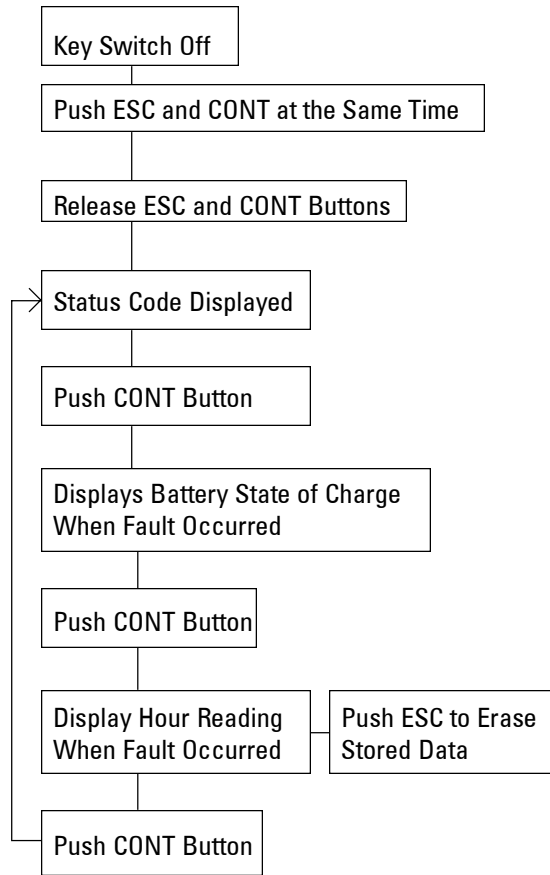 Key Switch Off
Push ESC and CONT at the Same Time
Release ESC and CONT Buttons
Status Code Displayed
Push CONT Button
Displays Battery State of Charge
When Fault Occurred
Push CONT Button
Display Hour Reading
When Fault Occurred
Push ESC to Erase
Stored Data
Push CONT Button